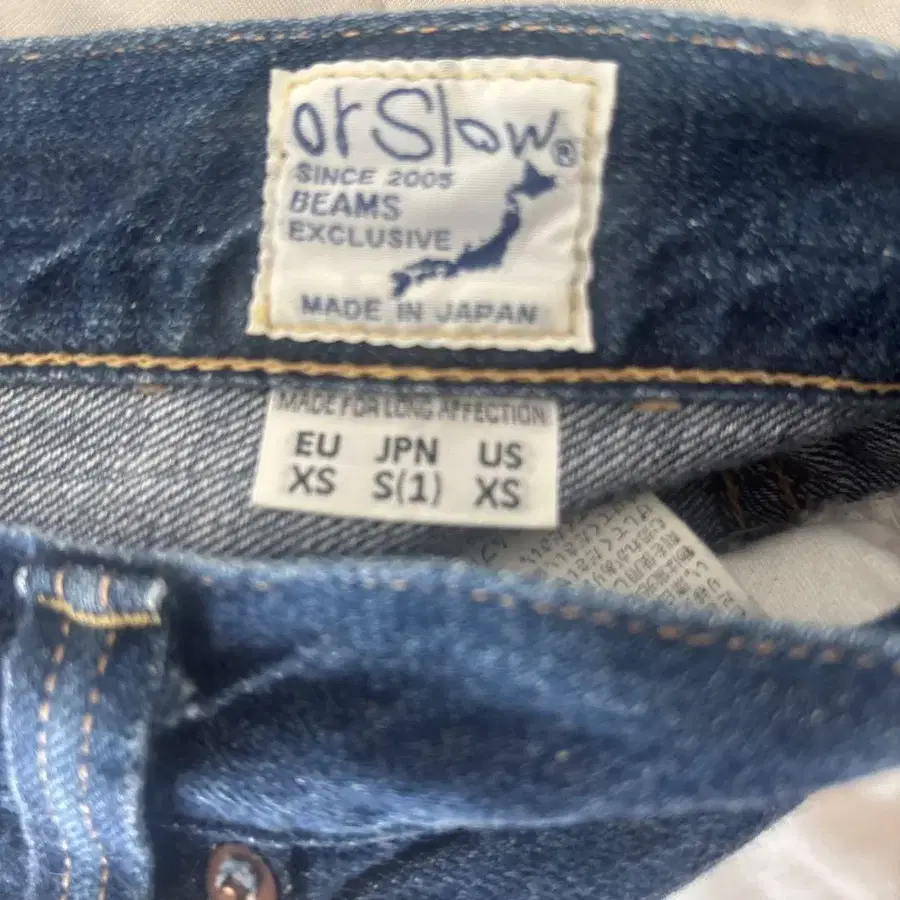 orSlow®
SINCE 2005
BEAMS
EXCLUSIVE
MADE IN JAPAN
MADE FOR LONG AFFECTION
EU JPN US
XS S(1) XS